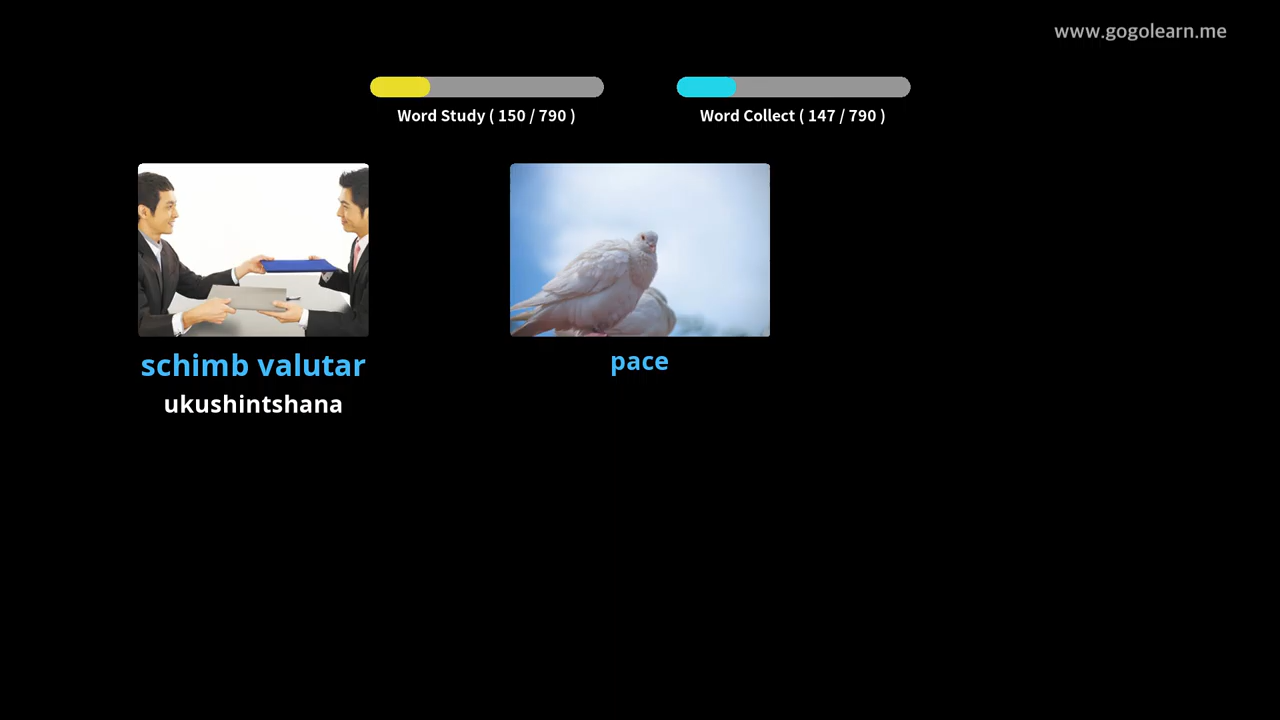 www.gogolearn.me
Word Study ( 150 / 790 )
Word Collect ( 147 / 790 )
schimb valutar
ukushintshana
pace